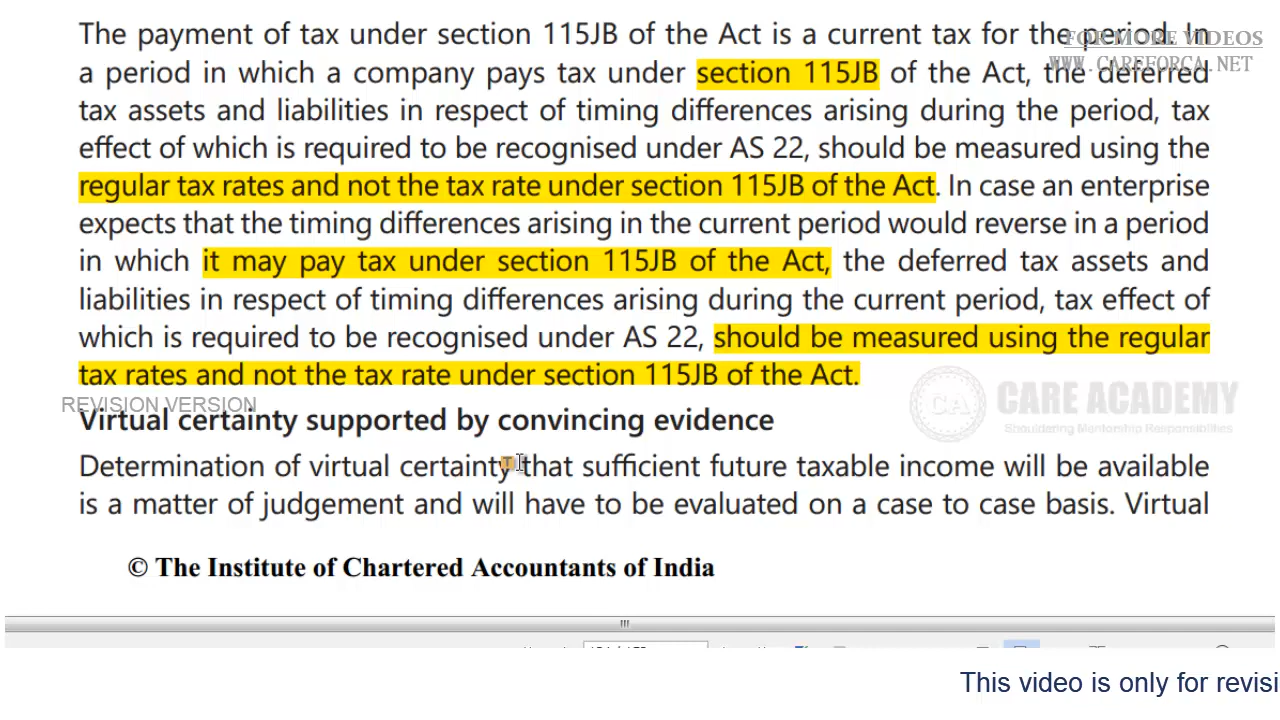 The payment of tax under section 115JB of the Act is a current tax for the period. In
FOR MORE VIDEOS
a period in which a company pays tax under section 115JB of the Act, the deferred
WWW.CAREFORCA.NET
tax assets and liabilities in respect of timing differences arising during the period, tax
effect of which is required to be recognised under AS 22, should be measured using the
regular tax rates and not the tax rate under section 115JB of the Act. In case an enterprise
expects that the timing differences arising in the current period would reverse in a period
in which it may pay tax under section 115JB of the Act, the deferred tax assets and
liabilities in respect of timing differences arising during the current period, tax effect of
which is required to be recognised under AS 22, should be measured using the regular
tax rates and not the tax rate under section 115JB of the Act.
REVISION VERSION
CA CARE ACADEMY
Shouldering Mentorship Responsibilities
Virtual certainty supported by convincing evidence
Determination of virtual certainty that sufficient future taxable income will be available
is a matter of judgement and will have to be evaluated on a case to case basis. Virtual
© The Institute of Chartered Accountants of India
This video is only for revisi